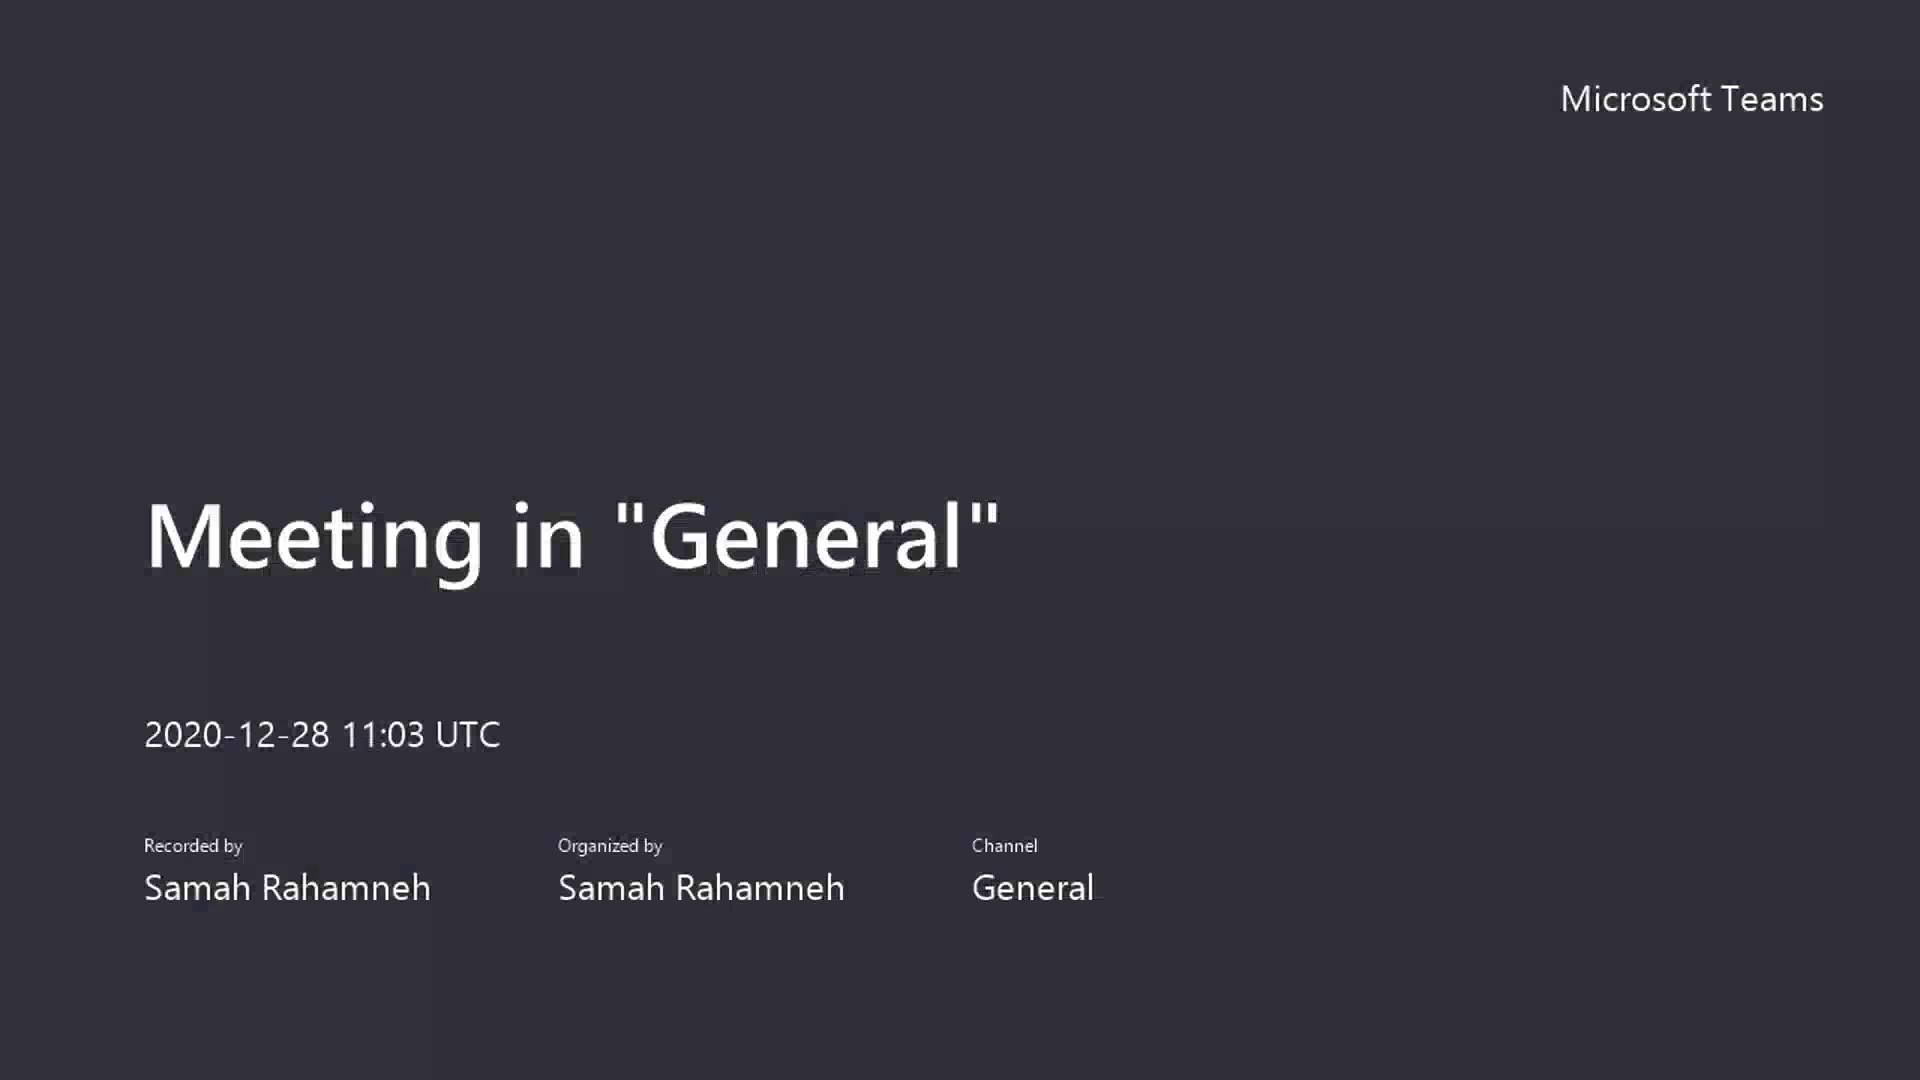 Microsoft Teams
Meeting in "General"
2020-12-28 11:03 UTC
Recorded by
Samah Rahamneh
Organized by
Samah Rahamneh
Channel
General